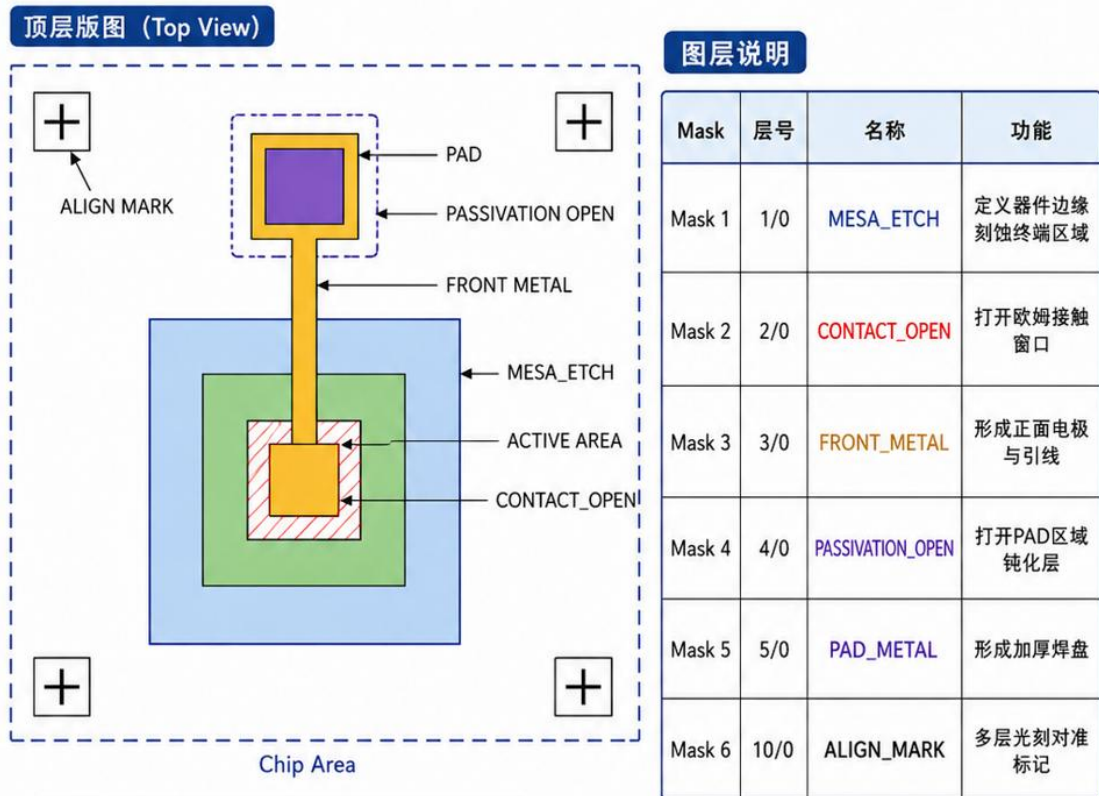 顶层版图 (Top View)
ALIGN MARK
PAD
PASSIVATION OPEN
FRONT METAL
MESA_ETCH
ACTIVE AREA
CONTACT_OPEN
Chip Area
图层说明
Mask 层号 名称 功能
Mask 1 1/0 MESA_ETCH 定义器件边缘
刻蚀终端区域
Mask 2 2/0 CONTACT_OPEN 打开欧姆接触
窗口
Mask 3 3/0 FRONT_METAL 形成正面电极
与引线
Mask 4 4/0 PASSIVATION_OPEN 打开PAD区域
钝化层
Mask 5 5/0 PAD_METAL 形成加厚焊盘
Mask 6 10/0 ALIGN_MARK 多层光刻对准
标记